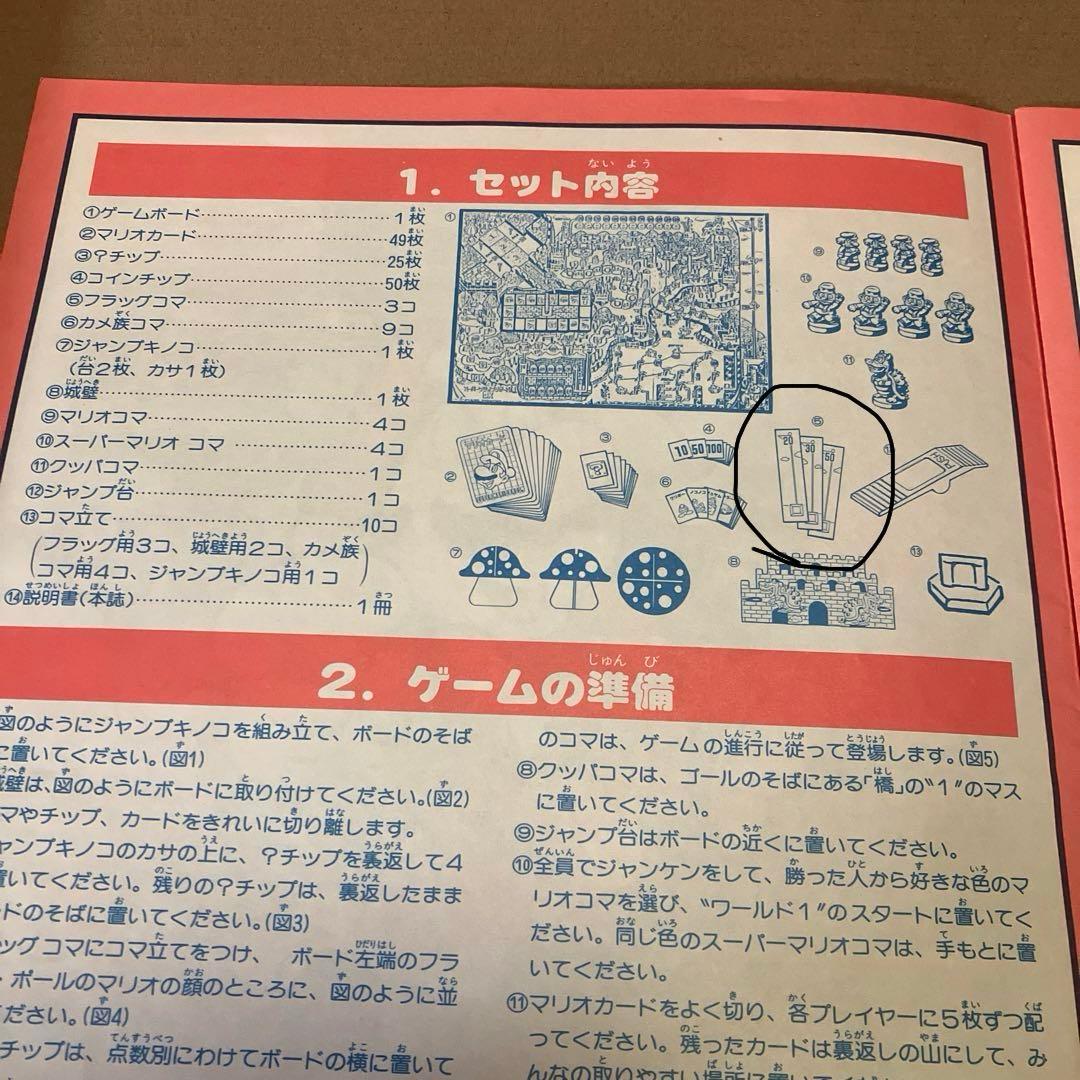 1. セット内容
①ゲームボード 1枚
②マリオカード 49枚
③?チップ 25枚
④コインチップ 50枚
⑤フラッグコマ 3コ
⑥カメ族コマ 9コ
⑦ジャンプキノコ 1枚
(台2枚、カサ1枚)
⑧城壁 1枚
⑨マリオコマ 4コ
⑩スーパーマリオ コマ 4コ
⑪クッパコマ 1コ
⑫ジャンプ台 1コ
⑬コマ立て 10コ
(フラッグ用3コ、城壁用2コ、カメ族
コマ用4コ、ジャンプキノコ用1コ)
⑭説明書(本誌) 1冊
①
⑨
⑩
⑪
②
③
?
④
10 50 100
⑤
20 30 50
⑥
PUSH
⑦
⑧
⑬
2. ゲームの準備
図のようにジャンプキノコを組み立て、ボードのそば
に置いてください。(図1)
城壁は、図のようにボードに取り付けてください。(図2)
マやチップ、カードをきれいに切り離します。
ャンプキノコのカサの上に、?チップを裏返して4
置いてください。残りの?チップは、裏返したまま
ドのそばに置いてください。(図3)
ッグコマにコマ立てをつけ、 ボード左端のフラ
・ポールのマリオの顔のところに、図のように並
ください。(図4)
チップは、点数別にわけてボードの横に置いて
のコマは、ゲームの進行に従って登場します。(図5)
⑧クッパコマは、ゴールのそばにある「橋」の"1"のマス
に置いてください。
⑨ジャンプ台はボードの近くに置いてください。
⑩全員でジャンケンをして、勝った人から好きな色のマ
リオコマを選び、"ワールド1"のスタートに置いてく
ださい。同じ色のスーパーマリオコマは、手もとに置
いてください。
⑪マリオカードをよく切り、各プレイヤーに5枚ずつ配
ってください。残ったカードは裏返しの山にして、み
んなの取りやすい場所に置いて